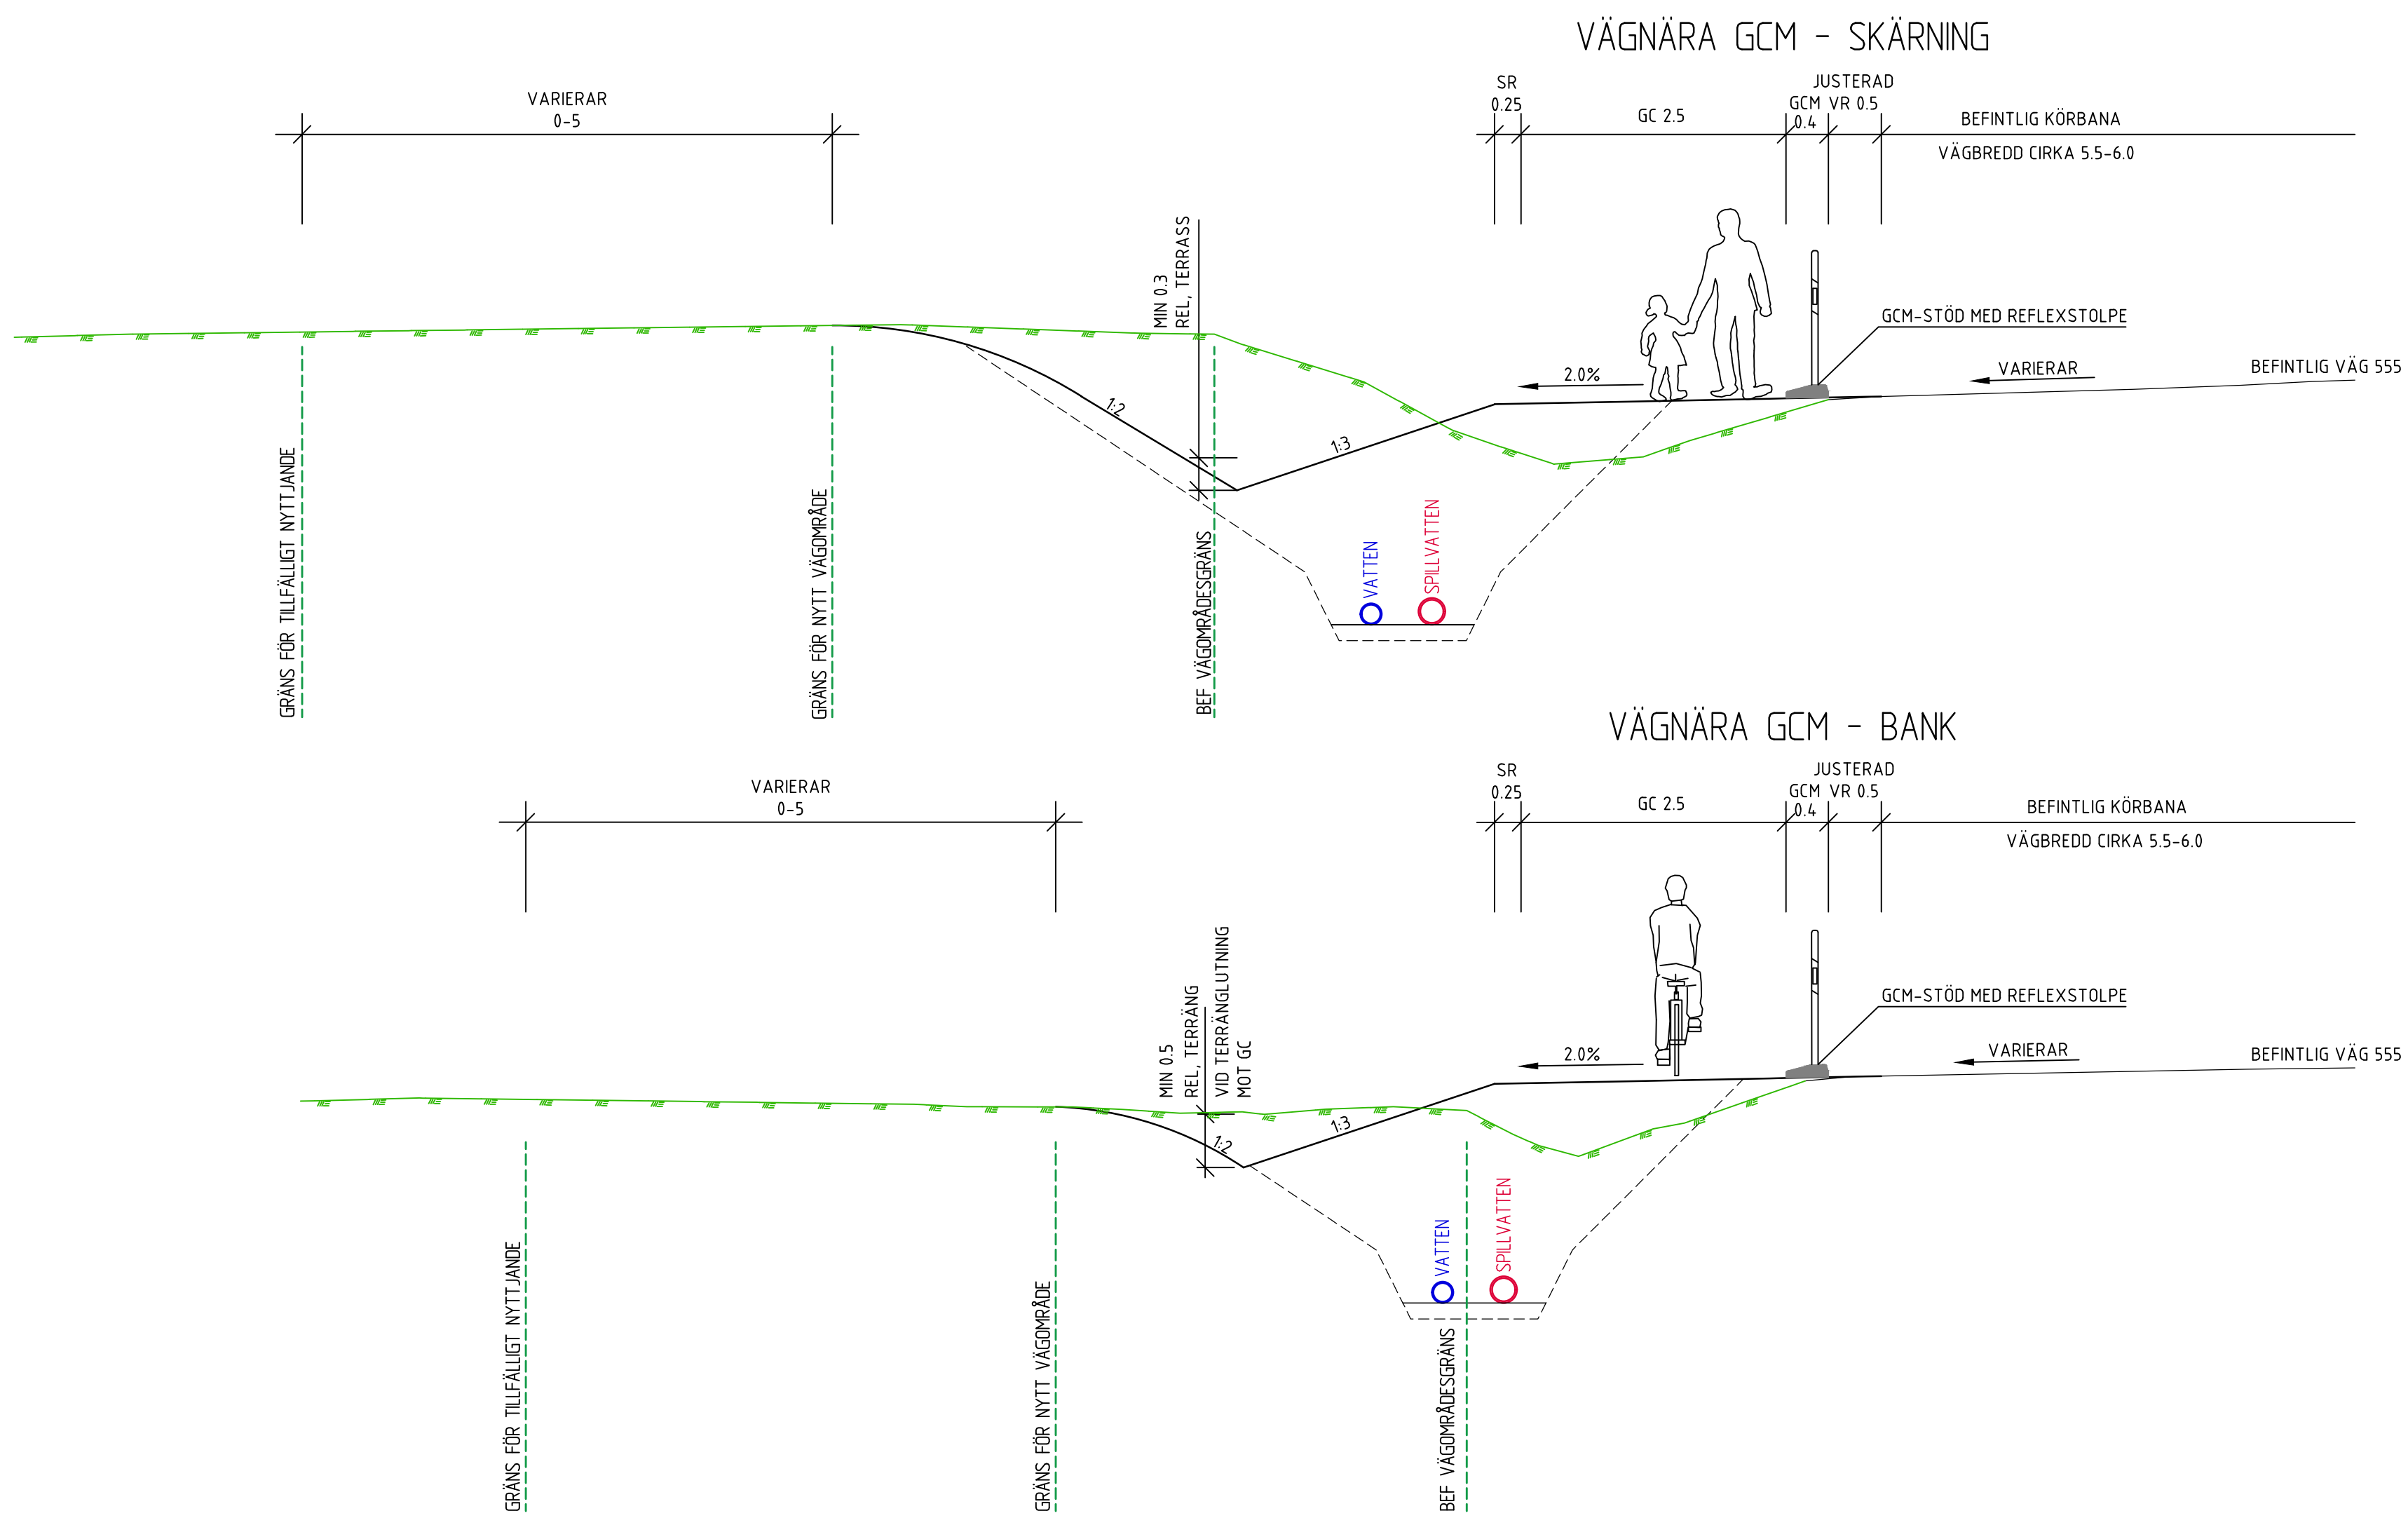 VÄGNÄRA GCM - SKÄRNING
VARIERAR
0-5
SR
0.25
GC 2.5
JUSTERAD
GCM VR 0.5
0.4
BEFINTLIG KÖRBANA
VÄGBREDD CIRKA 5.5-6.0
MIN 0.3
REL, TERRASS
GCM-STÖD MED REFLEXSTOLPE
2.0%
VARIERAR
BEFINTLIG VÄG 555
1:2
1:3
GRÄNS FÖR TILLFÄLLIGT NYTTJANDE
GRÄNS FÖR NYTT VÄGOMRÅDE
BEF VÄGOMRÅDESGRÄNS
VATTEN
SPILLVATTEN
VÄGNÄRA GCM - BANK
VARIERAR
0-5
SR
0.25
GC 2.5
JUSTERAD
GCM VR 0.5
0.4
BEFINTLIG KÖRBANA
VÄGBREDD CIRKA 5.5-6.0
MIN 0.5
REL, TERRÄNG
VID TERRÄNGLUTNING
MOT GC
GCM-STÖD MED REFLEXSTOLPE
2.0%
VARIERAR
BEFINTLIG VÄG 555
1:2
1:3
GRÄNS FÖR TILLFÄLLIGT NYTTJANDE
GRÄNS FÖR NYTT VÄGOMRÅDE
BEF VÄGOMRÅDESGRÄNS
VATTEN
SPILLVATTEN